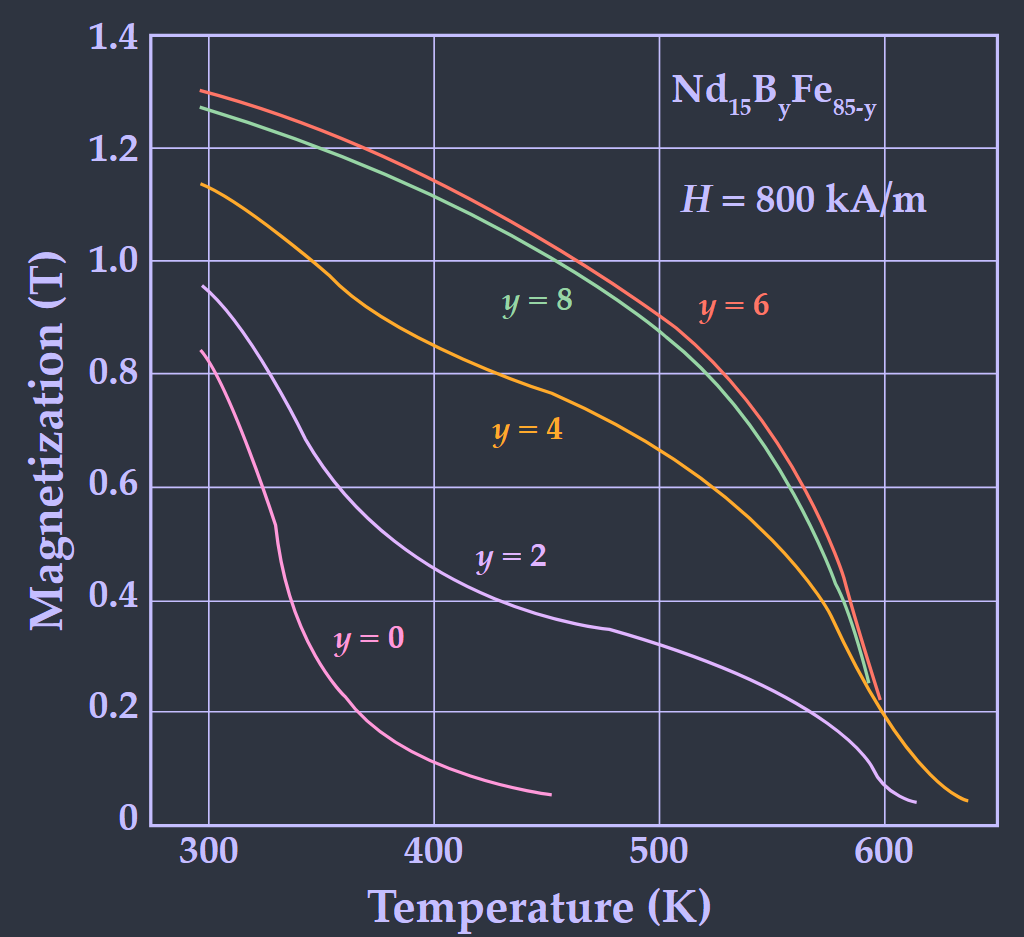 1.4
Nd₁₅BᵧFe₈₅₋ᵧ
1.2
H = 800 kA/m
1.0
y = 8
y = 6
0.8
y = 4
0.6
y = 2
0.4
y = 0
0.2
0
300 400 500 600
Temperature (K)
Magnetization (T)